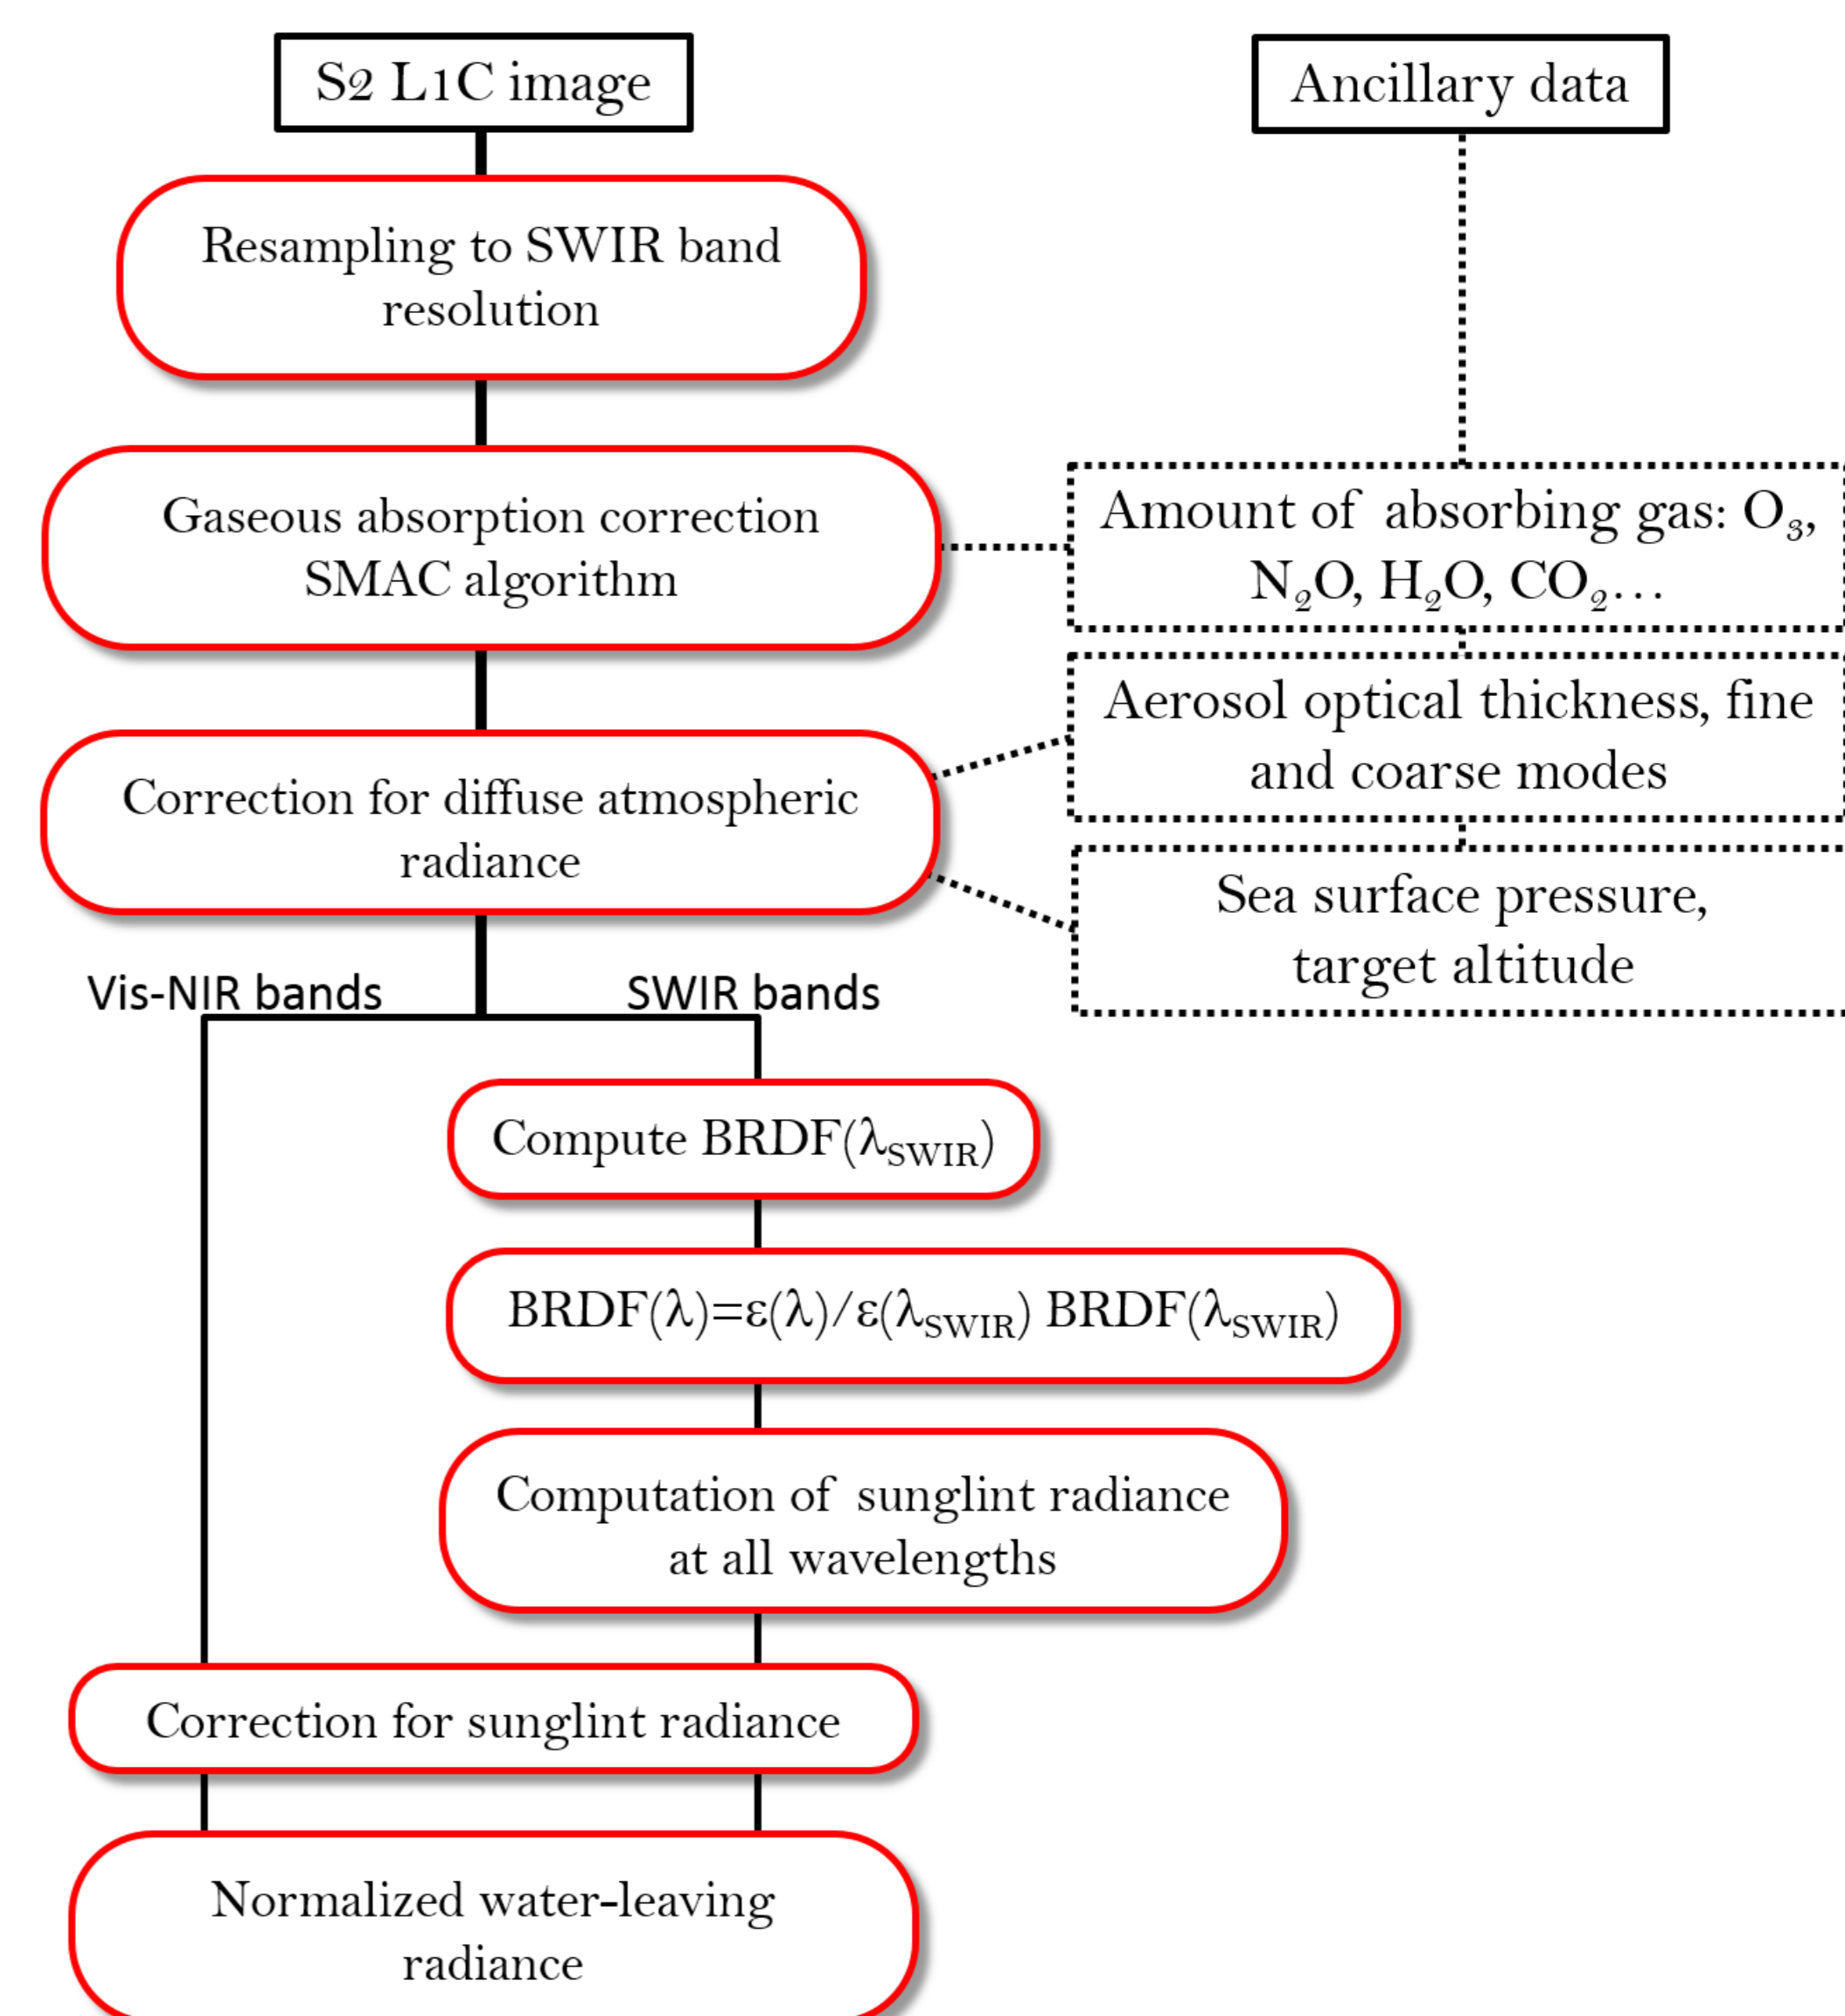 S2 L1C image
Ancillary data
Resampling to SWIR band
resolution
Gaseous absorption correction
SMAC algorithm
Amount of absorbing gas: O₃,
N₂O, H₂O, CO₂…
Aerosol optical thickness, fine
and coarse modes
Correction for diffuse atmospheric
radiance
Sea surface pressure,
target altitude
Vis-NIR bands
SWIR bands
Compute BRDF(λSWIR)
BRDF(λ)=ε(λ)/ε(λSWIR) BRDF(λSWIR)
Computation of sunglint radiance
at all wavelengths
Correction for sunglint radiance
Normalized water-leaving
radiance